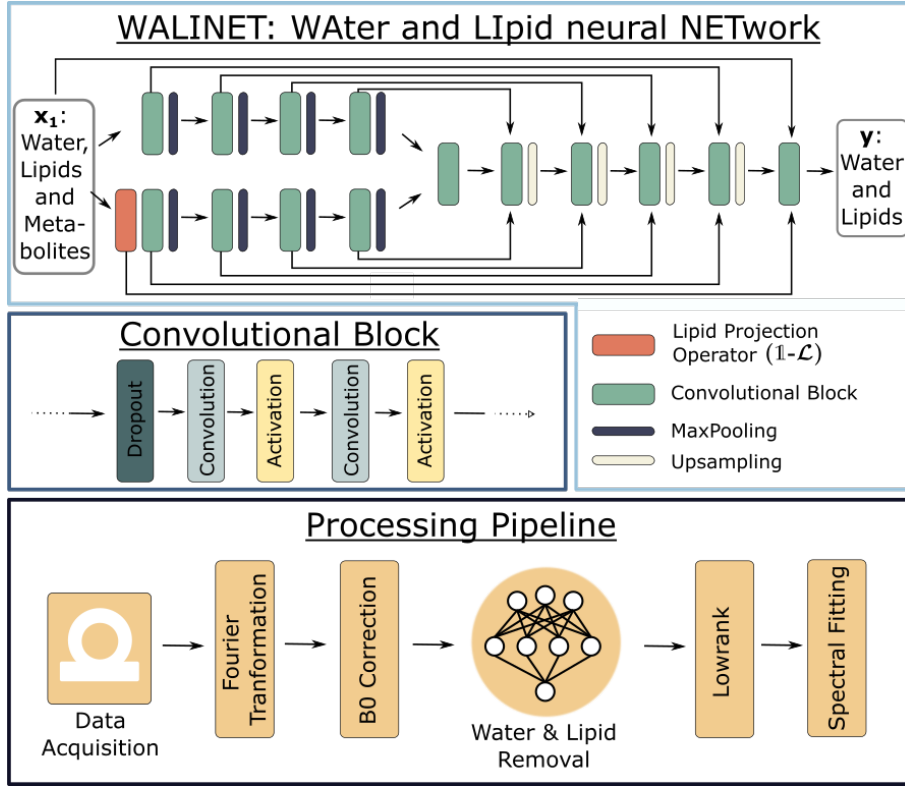 WALINET: WAter and LIpid neural NETwork
x₁:
Water,
Lipids
and
Meta-
bolites
y:
Water
and
Lipids
Convolutional Block
Dropout
Convolution
Activation
Convolution
Activation
Lipid Projection
Operator (𝟙-ℒ)
Convolutional Block
MaxPooling
Upsampling
Processing Pipeline
Data
Acquisition
Fourier
Tranformation
B0 Correction
Water & Lipid
Removal
Lowrank
Spectral Fitting